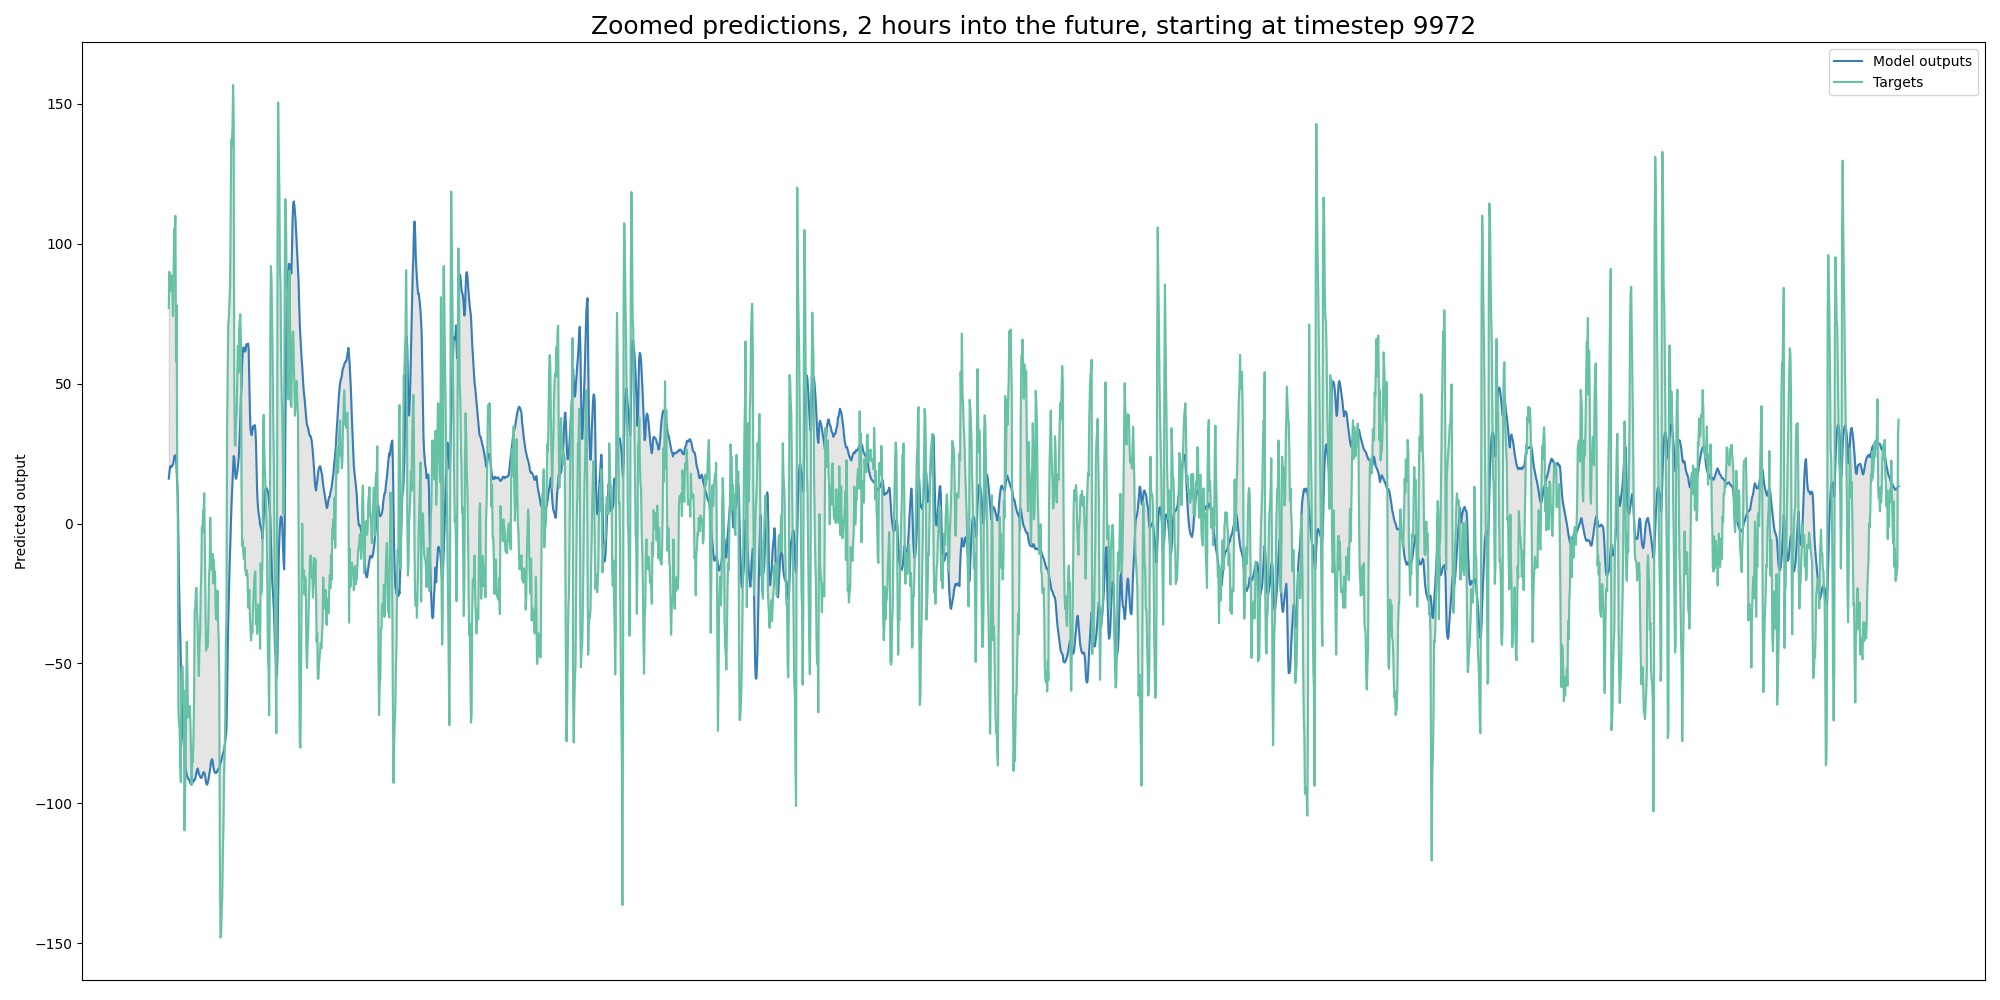 Zoomed predictions, 2 hours into the future, starting at timestep 9972
Model outputs
Targets
Predicted output
150
100
50
0
−50
−100
−150